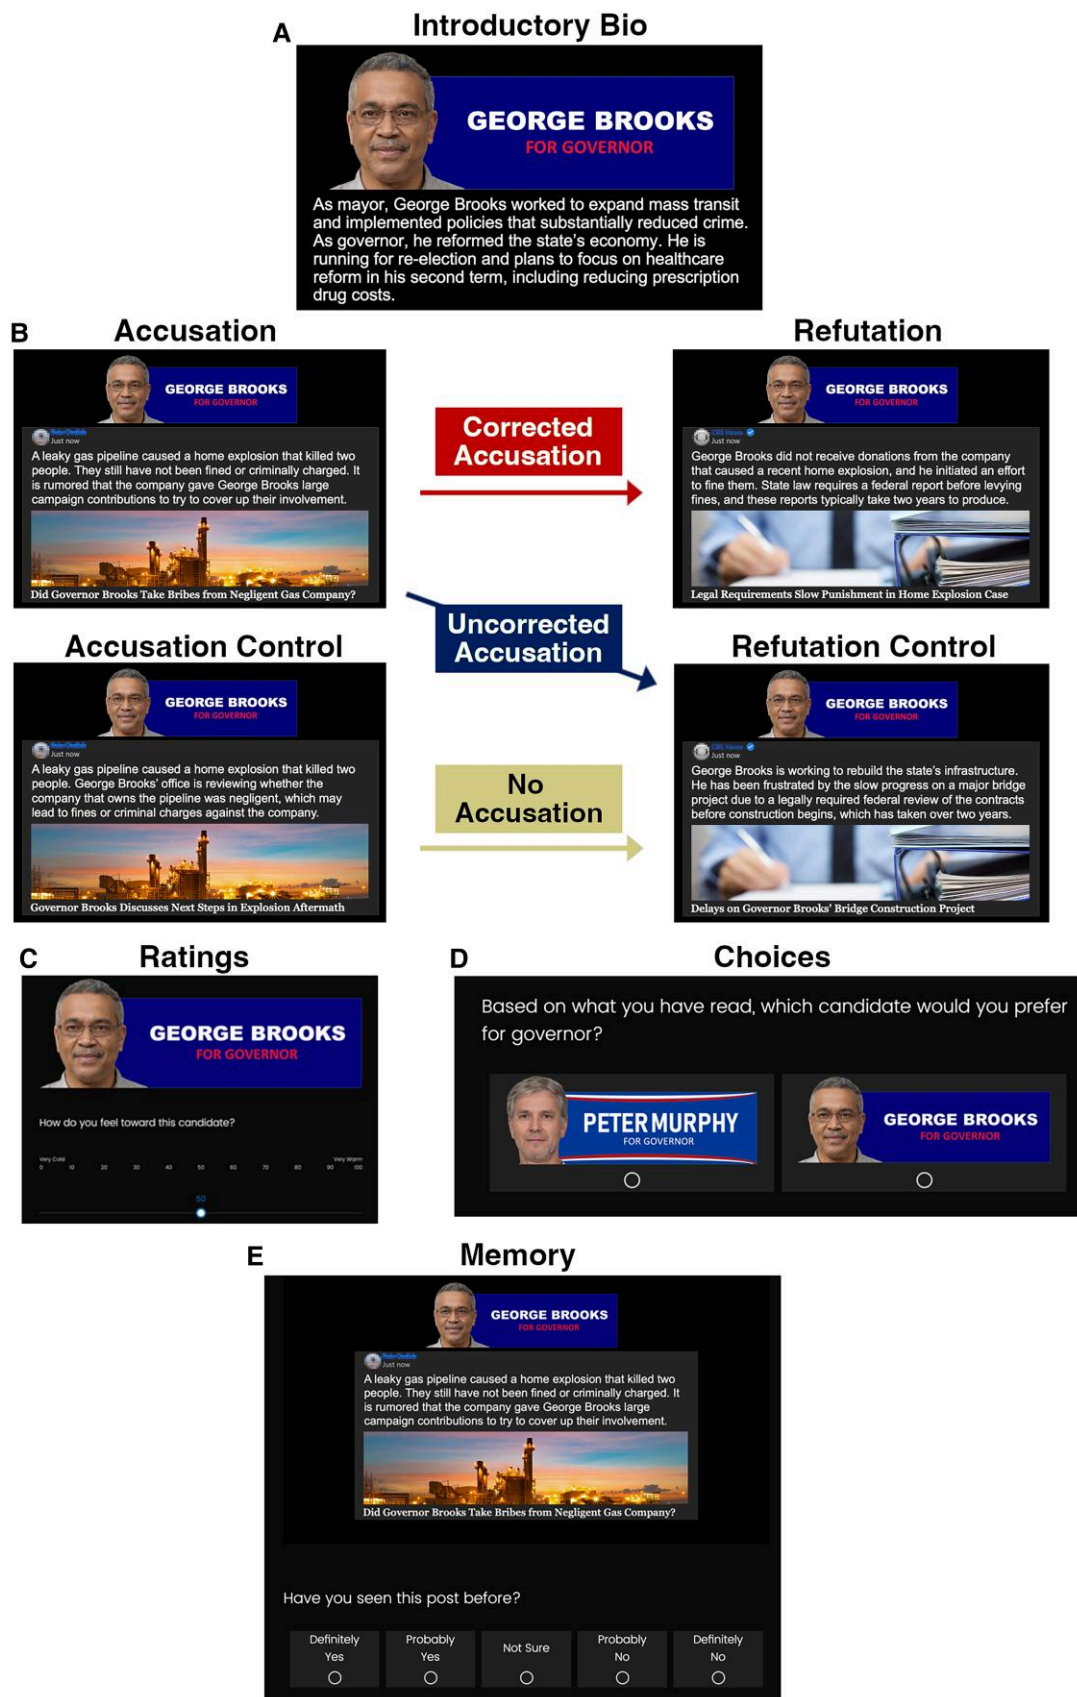 A
Introductory Bio
GEORGE BROOKS
FOR GOVERNOR
As mayor, George Brooks worked to expand mass transit
and implemented policies that substantially reduced crime.
As governor, he reformed the state's economy. He is
running for re-election and plans to focus on healthcare
reform in his second term, including reducing prescription
drug costs.
B
Accusation
GEORGE BROOKS
FOR GOVERNOR
Just now
A leaky gas pipeline caused a home explosion that killed two
people. They still have not been fined or criminally charged. It
is rumored that the company gave George Brooks large
campaign contributions to try to cover up their involvement.
Did Governor Brooks Take Bribes from Negligent Gas Company?
Corrected
Accusation
Refutation
GEORGE BROOKS
FOR GOVERNOR
CBS News
Just now
George Brooks did not receive donations from the company
that caused a recent home explosion, and he initiated an effort
to fine them. State law requires a federal report before levying
fines, and these reports typically take two years to produce.
Legal Requirements Slow Punishment in Home Explosion Case
Uncorrected
Accusation
Accusation Control
GEORGE BROOKS
FOR GOVERNOR
Just now
A leaky gas pipeline caused a home explosion that killed two
people. George Brooks' office is reviewing whether the
company that owns the pipeline was negligent, which may
lead to fines or criminal charges against the company.
Governor Brooks Discusses Next Steps in Explosion Aftermath
No
Accusation
Refutation Control
GEORGE BROOKS
FOR GOVERNOR
CBS News
Just now
George Brooks is working to rebuild the state's infrastructure.
He has been frustrated by the slow progress on a major bridge
project due to a legally required federal review of the contracts
before construction begins, which has taken over two years.
Delays on Governor Brooks' Bridge Construction Project
C
Ratings
GEORGE BROOKS
FOR GOVERNOR
How do you feel toward this candidate?
Very Cold Very Warm
0 10 20 30 40 50 60 70 80 90 100
50
D
Choices
Based on what you have read, which candidate would you prefer
for governor?
PETER MURPHY
FOR GOVERNOR
GEORGE BROOKS
FOR GOVERNOR
E
Memory
GEORGE BROOKS
FOR GOVERNOR
Just now
A leaky gas pipeline caused a home explosion that killed two
people. They still have not been fined or criminally charged. It
is rumored that the company gave George Brooks large
campaign contributions to try to cover up their involvement.
Did Governor Brooks Take Bribes from Negligent Gas Company?
Have you seen this post before?
Definitely Yes
Probably Yes
Not Sure
Probably No
Definitely No